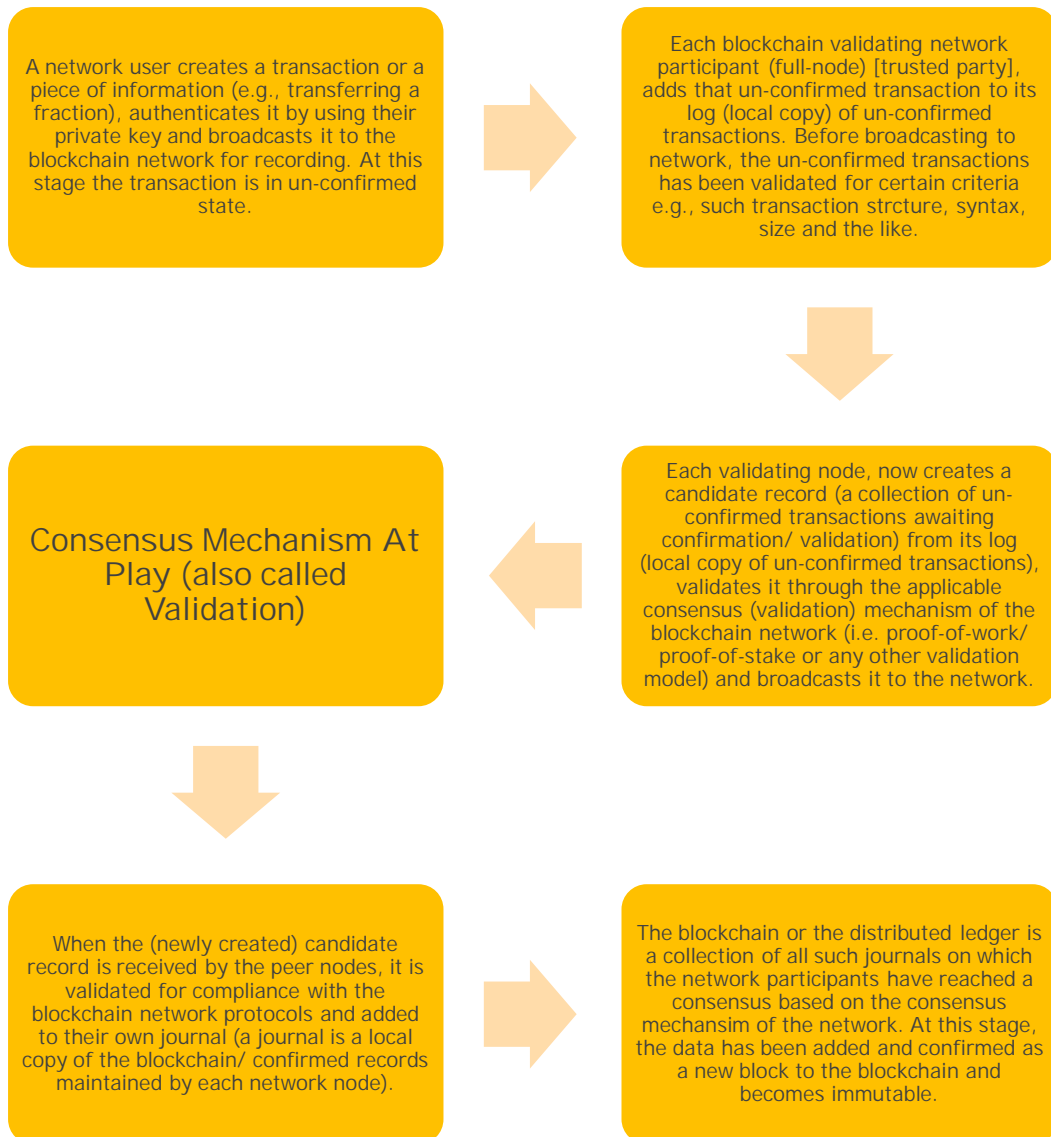 A network user creates a transaction or a
piece of information (e.g., transferring a
fraction), authenticates it by using their
private key and broadcasts it to the
blockchain network for recording. At this
stage the transaction is in un-confirmed
state.
Each blockchain validating network
participant (full-node) [trusted party],
adds that un-confirmed transaction to its
log (local copy) of un-confirmed
transactions. Before broadcasting to
network, the un-confirmed transactions
has been validated for certain criteria
e.g., such transaction strcture, syntax,
size and the like.
Each validating node, now creates a
candidate record (a collection of un-
confirmed transactions awaiting
confirmation/ validation) from its log
(local copy of un-confirmed transactions),
validates it through the applicable
consensus (validation) mechanism of the
blockchain network (i.e. proof-of-work/
proof-of-stake or any other validation
model) and broadcasts it to the network.
Consensus Mechanism At
Play (also called
Validation)
When the (newly created) candidate
record is received by the peer nodes, it is
validated for compliance with the
blockchain network protocols and added
to their own journal (a journal is a local
copy of the blockchain/ confirmed records
maintained by each network node).
The blockchain or the distributed ledger is
a collection of all such journals on which
the network participants have reached a
consensus based on the consensus
mechansim of the network. At this stage,
the data has been added and confirmed as
a new block to the blockchain and
becomes immutable.